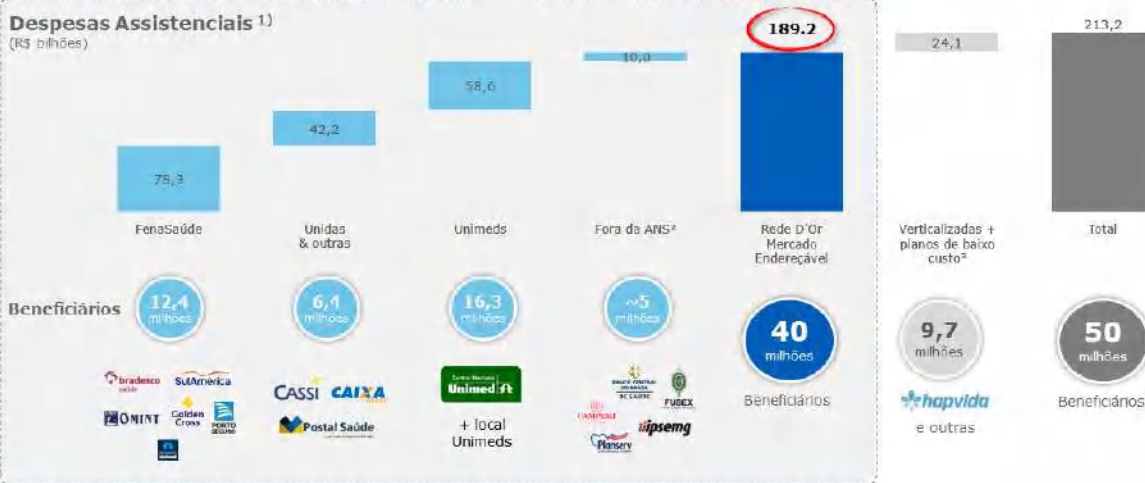 Despesas Assistenciais 1)
(R$ bilhões)
189.2
213,2
24,1
10,0
58,6
42,2
78,3
FenaSaúde
Unidas
& outras
Unimeds
Fora da ANS²
Rede D'Or
Mercado
Endereçável
Verticalizadas +
planos de baixo
custo²
Total
Beneficiários
12,4
milhões
6,4
milhões
16,3
milhões
~5
milhões
40
milhões
9,7
milhões
50
milhões
Beneficiários
Beneficiários
bradesco
saúde
SulAmérica
OMINT
Golden
Cross
PORTO
SEGURO
CASSI
CAIXA
Postal Saúde
Unimed
+ local
Unimeds
FUSEX
ipsemg
Planserv
hapvida
e outras